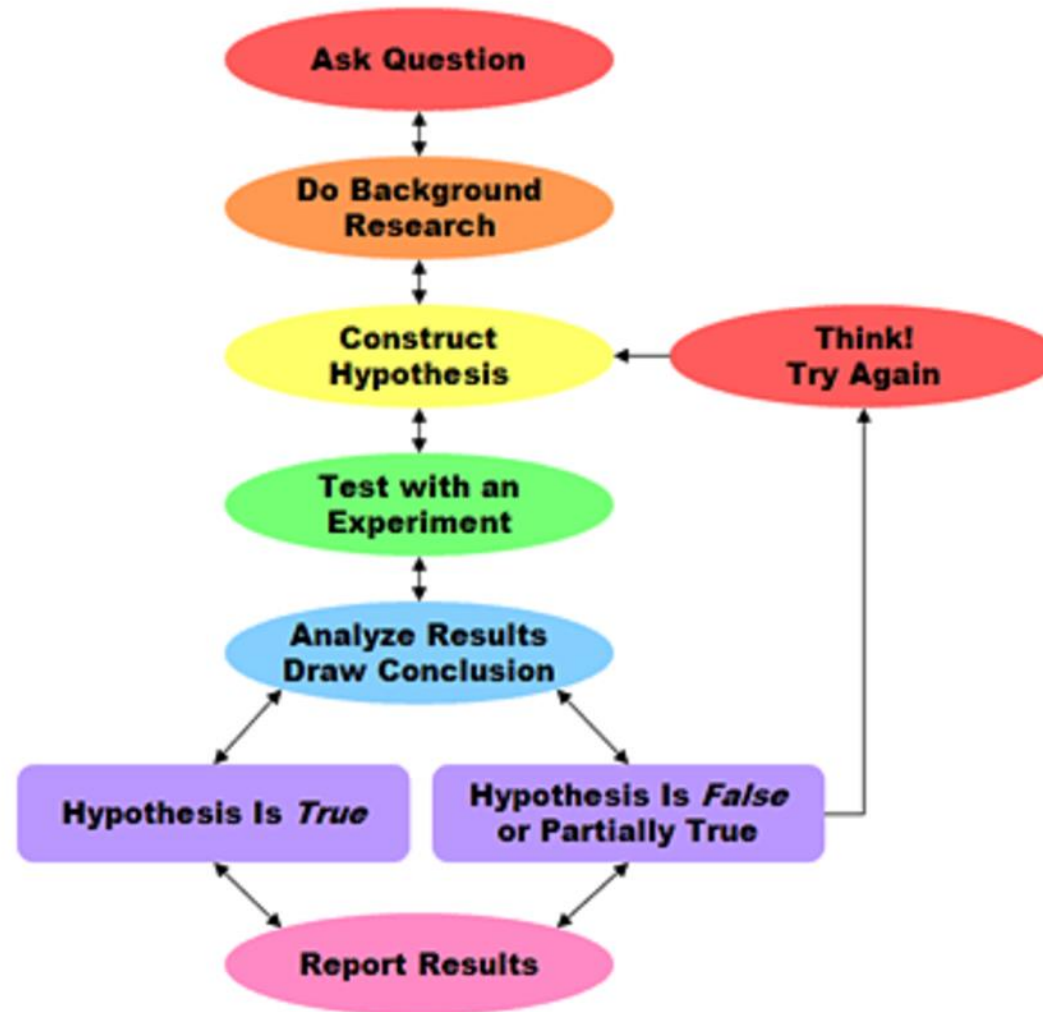 Ask Question
Do Background
Research
Construct
Hypothesis
Think!
Try Again
Test with an
Experiment
Analyze Results
Draw Conclusion
Hypothesis Is True
Hypothesis Is False
or Partially True
Report Results